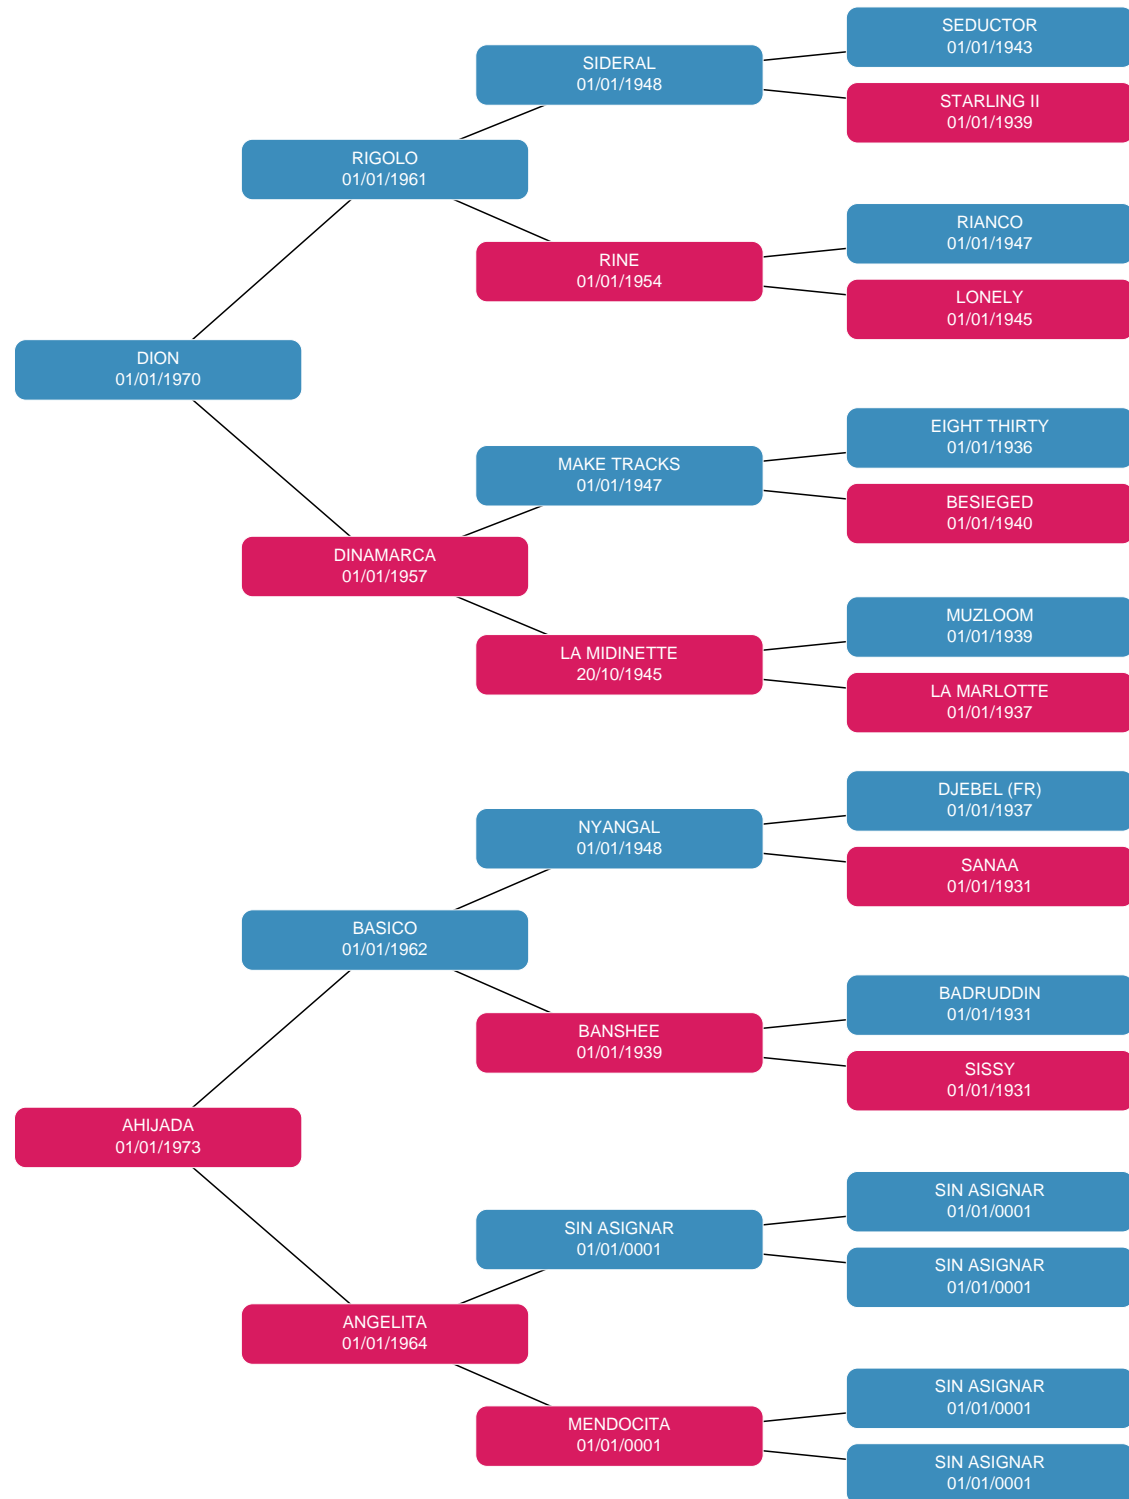 SEDUCTOR
01/01/1943
SIDERAL
01/01/1948
STARLING II
01/01/1939
RIGOLO
01/01/1961
RIANCO
01/01/1947
RINE
01/01/1954
LONELY
01/01/1945
DION
01/01/1970
EIGHT THIRTY
01/01/1936
MAKE TRACKS
01/01/1947
BESIEGED
01/01/1940
DINAMARCA
01/01/1957
MUZLOOM
01/01/1939
LA MIDINETTE
20/10/1945
LA MARLOTTE
01/01/1937
DJEBEL (FR)
01/01/1937
NYANGAL
01/01/1948
SANAA
01/01/1931
BASICO
01/01/1962
BADRUDDIN
01/01/1931
BANSHEE
01/01/1939
SISSY
01/01/1931
AHIJADA
01/01/1973
SIN ASIGNAR
01/01/0001
SIN ASIGNAR
01/01/0001
SIN ASIGNAR
01/01/0001
ANGELITA
01/01/1964
SIN ASIGNAR
01/01/0001
MENDOCITA
01/01/0001
SIN ASIGNAR
01/01/0001